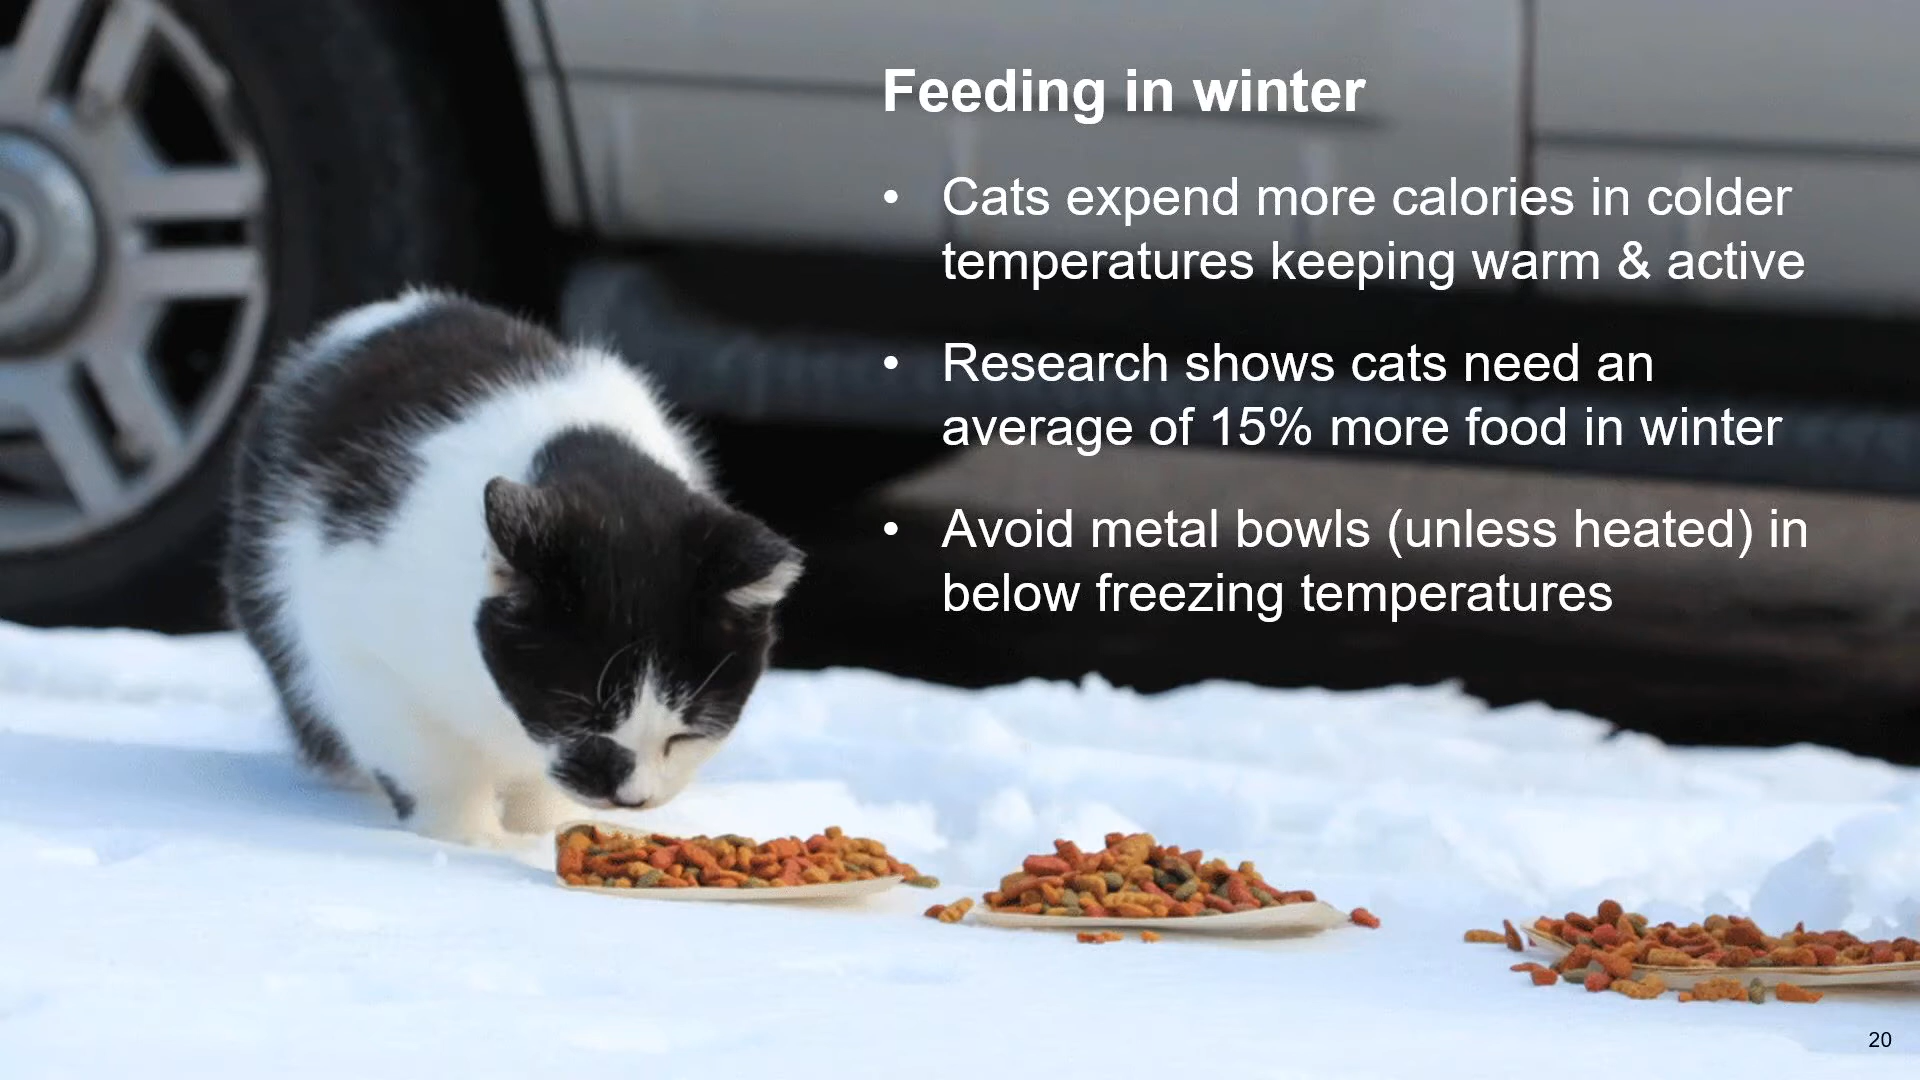 Feeding in winter
• Cats expend more calories in colder
temperatures keeping warm & active
• Research shows cats need an
average of 15% more food in winter
• Avoid metal bowls (unless heated) in
below freezing temperatures
20